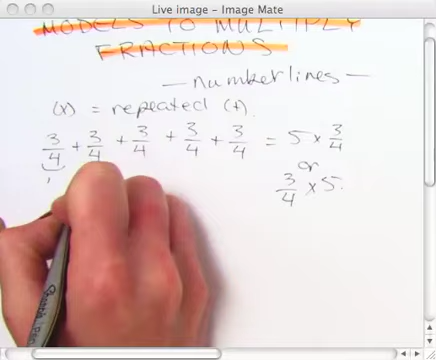 Live image - Image Mate
MODELS TO MULTIPLY
FRACTIONS
— numberlines —
(x) = repeated (+).
3/4 + 3/4 + 3/4 + 3/4 + 3/4 = 5 x 3/4
or
3/4 x 5